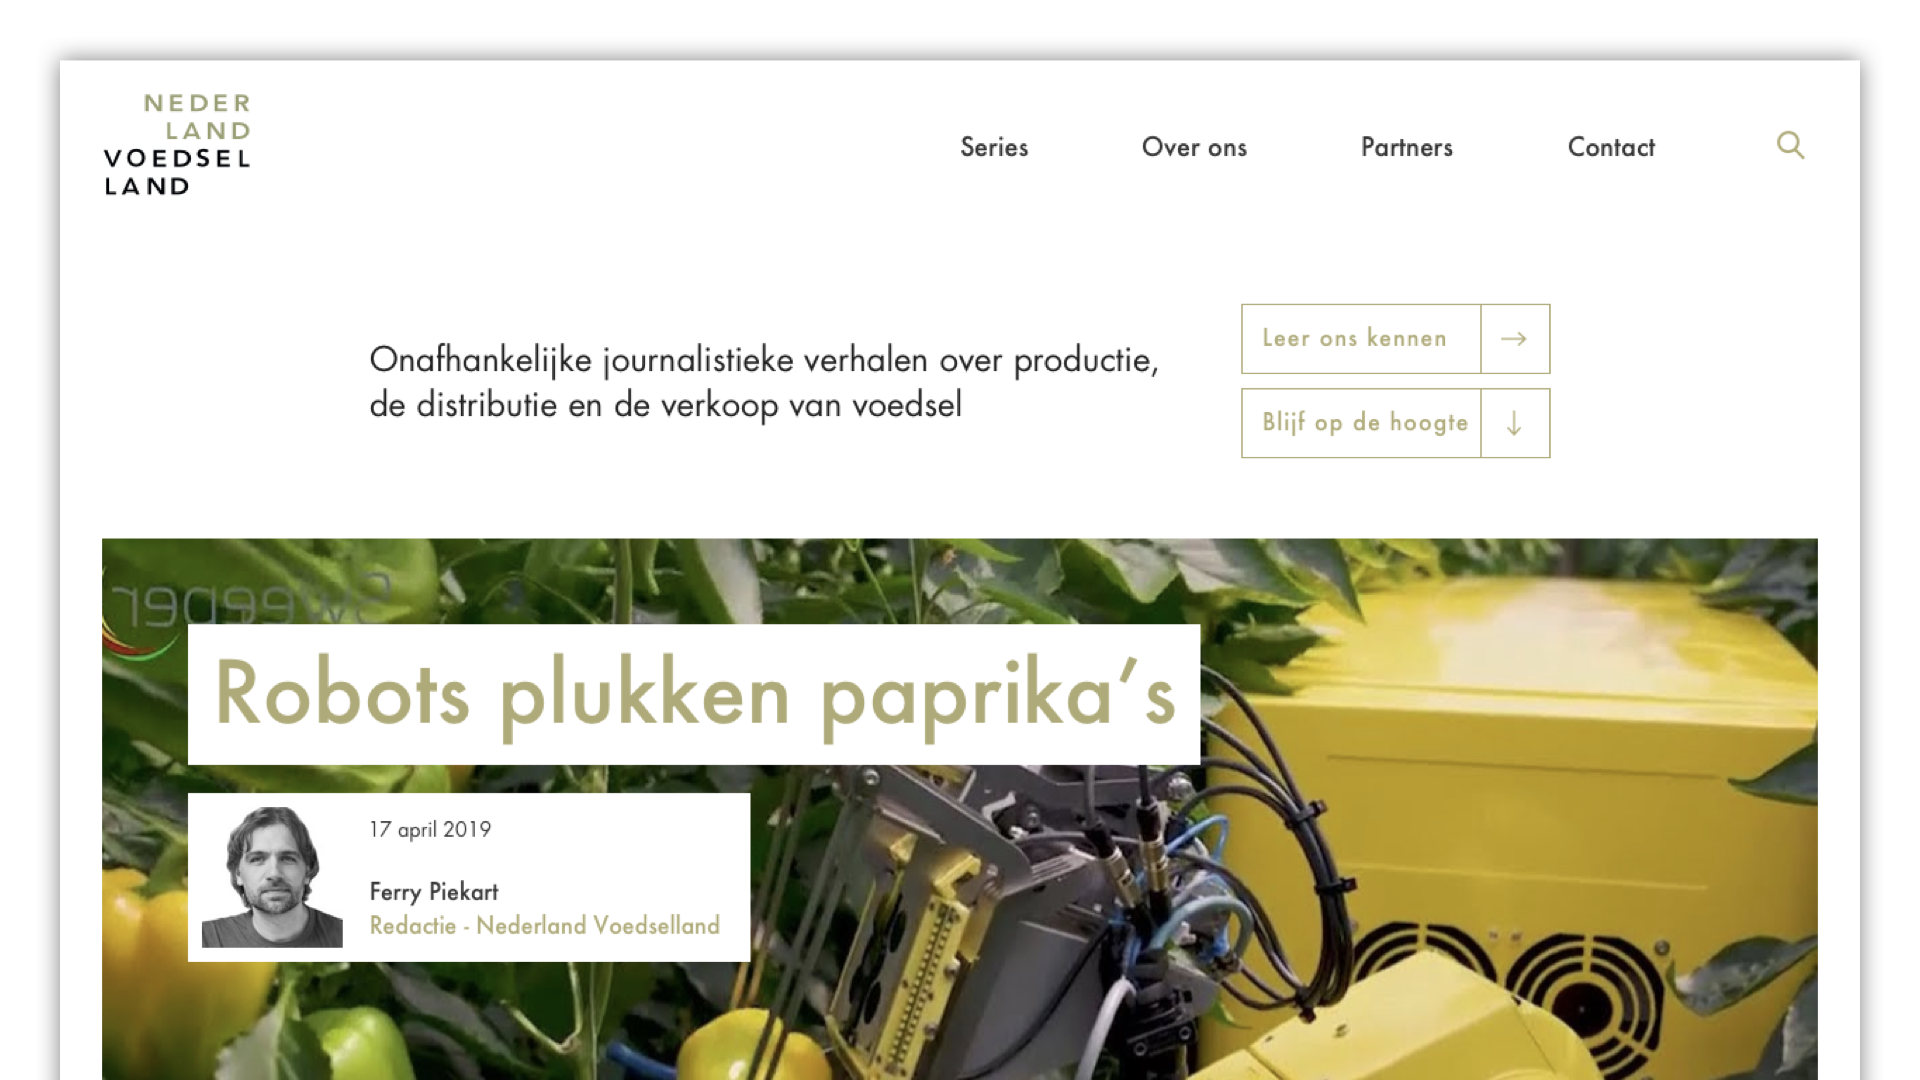 NEDER
LAND
VOEDSEL
LAND
Series
Over ons
Partners
Contact
Onafhankelijke journalistieke verhalen over productie,
de distributie en de verkoop van voedsel
Leer ons kennen
Blijf op de hoogte
Sweeper
Robots plukken paprika’s
17 april 2019
Ferry Piekart
Redactie - Nederland Voedselland